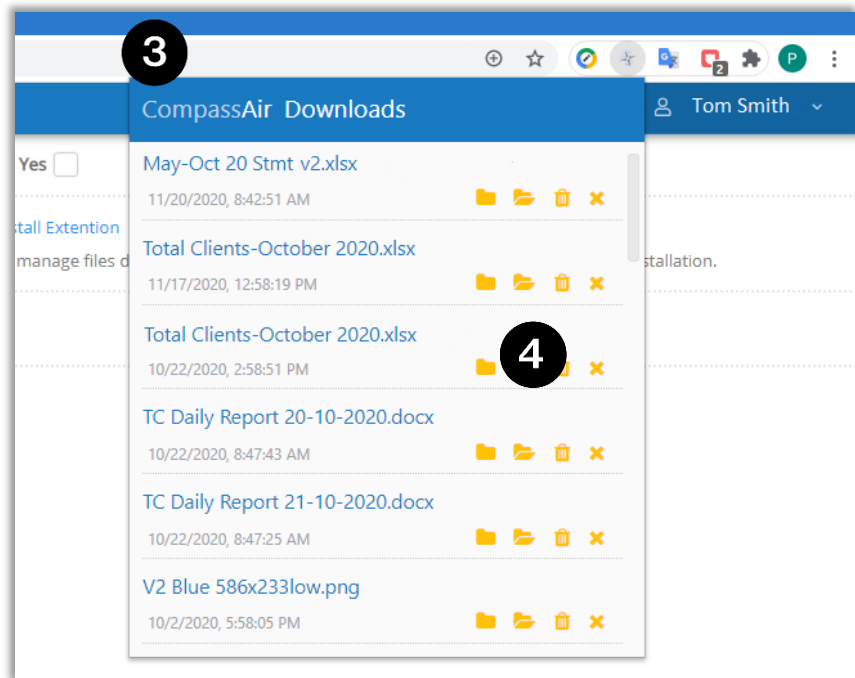 3
2
P
CompassAir Downloads
Tom Smith
Yes
May-Oct 20 Stmt v2.xlsx
11/20/2020, 8:42:51 AM
stall Extention
Total Clients-October 2020.xlsx
manage files d
stallation.
11/17/2020, 12:58:19 PM
Total Clients-October 2020.xlsx
4
10/22/2020, 2:58:51 PM
TC Daily Report 20-10-2020.docx
10/22/2020, 8:47:43 AM
TC Daily Report 21-10-2020.docx
10/22/2020, 8:47:25 AM
V2 Blue 586x233low.png
10/2/2020, 5:58:05 PM